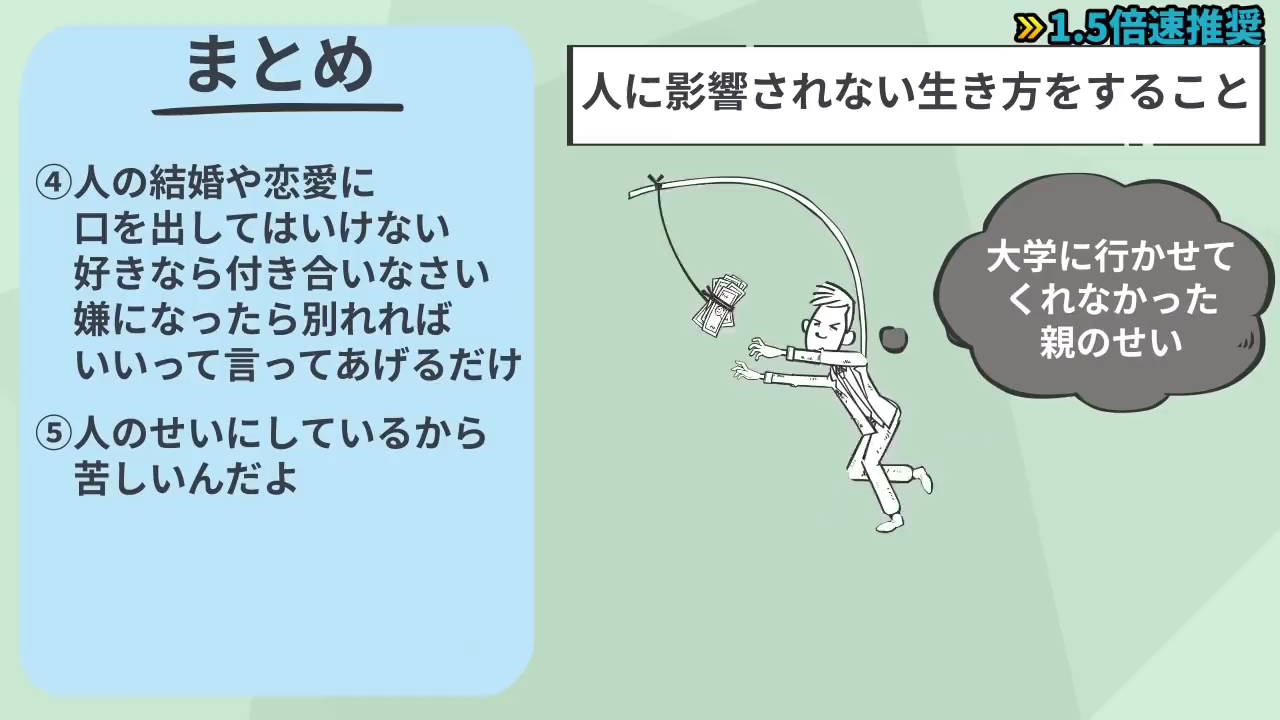 1.5倍速推奨
まとめ
④人の結婚や恋愛に
口を出してはいけない
好きなら付き合いなさい
嫌になったら別れれば
いいって言ってあげるだけ
⑤人のせいにしているから
苦しいんだよ
人に影響されない生き方をすること
大学に行かせて
くれなかった
親のせい